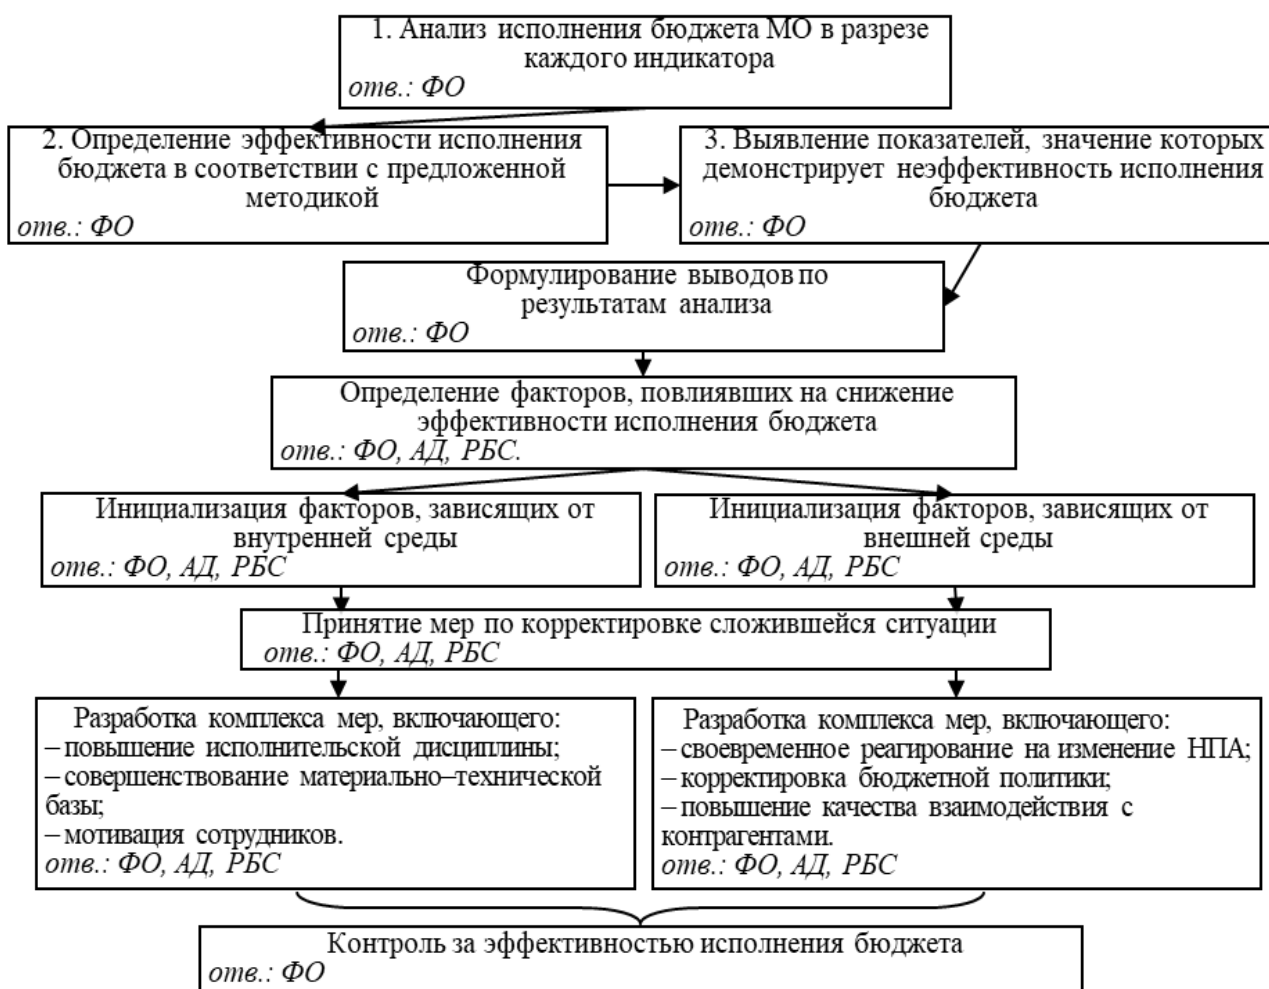 1. Анализ исполнения бюджета МО в разрезе
каждого индикатора
отв.: ФО
2. Определение эффективности исполнения
бюджета в соответствии с предложенной
методикой
отв.: ФО
3. Выявление показателей, значение которых
демонстрирует неэффективность исполнения
бюджета
отв.: ФО
Формулирование выводов по
результатам анализа
отв.: ФО
Определение факторов, повлиявших на снижение
эффективности исполнения бюджета
отв.: ФО, АД, РБС.
Инициализация факторов, зависящих от
внутренней среды
отв.: ФО, АД, РБС
Инициализация факторов, зависящих от
внешней среды
отв.: ФО, АД, РБС
Принятие мер по корректировке сложившейся ситуации
отв.: ФО, АД, РБС
Разработка комплекса мер, включающего:
– повышение исполнительской дисциплины;
– совершенствование материально–технической
базы;
– мотивация сотрудников.
отв.: ФО, АД, РБС
Разработка комплекса мер, включающего:
– своевременное реагирование на изменение НПА;
– корректировка бюджетной политики;
– повышение качества взаимодействия с
контрагентами.
отв.: ФО, АД, РБС
Контроль за эффективностью исполнения бюджета
отв.: ФО